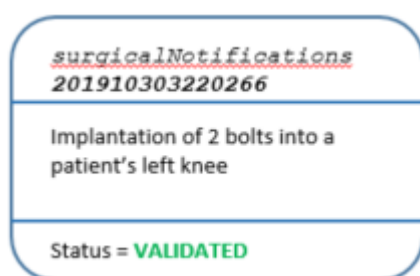 surgicalNotifications
201910303220266
Implantation of 2 bolts into a
patient's left knee
Status = VALIDATED